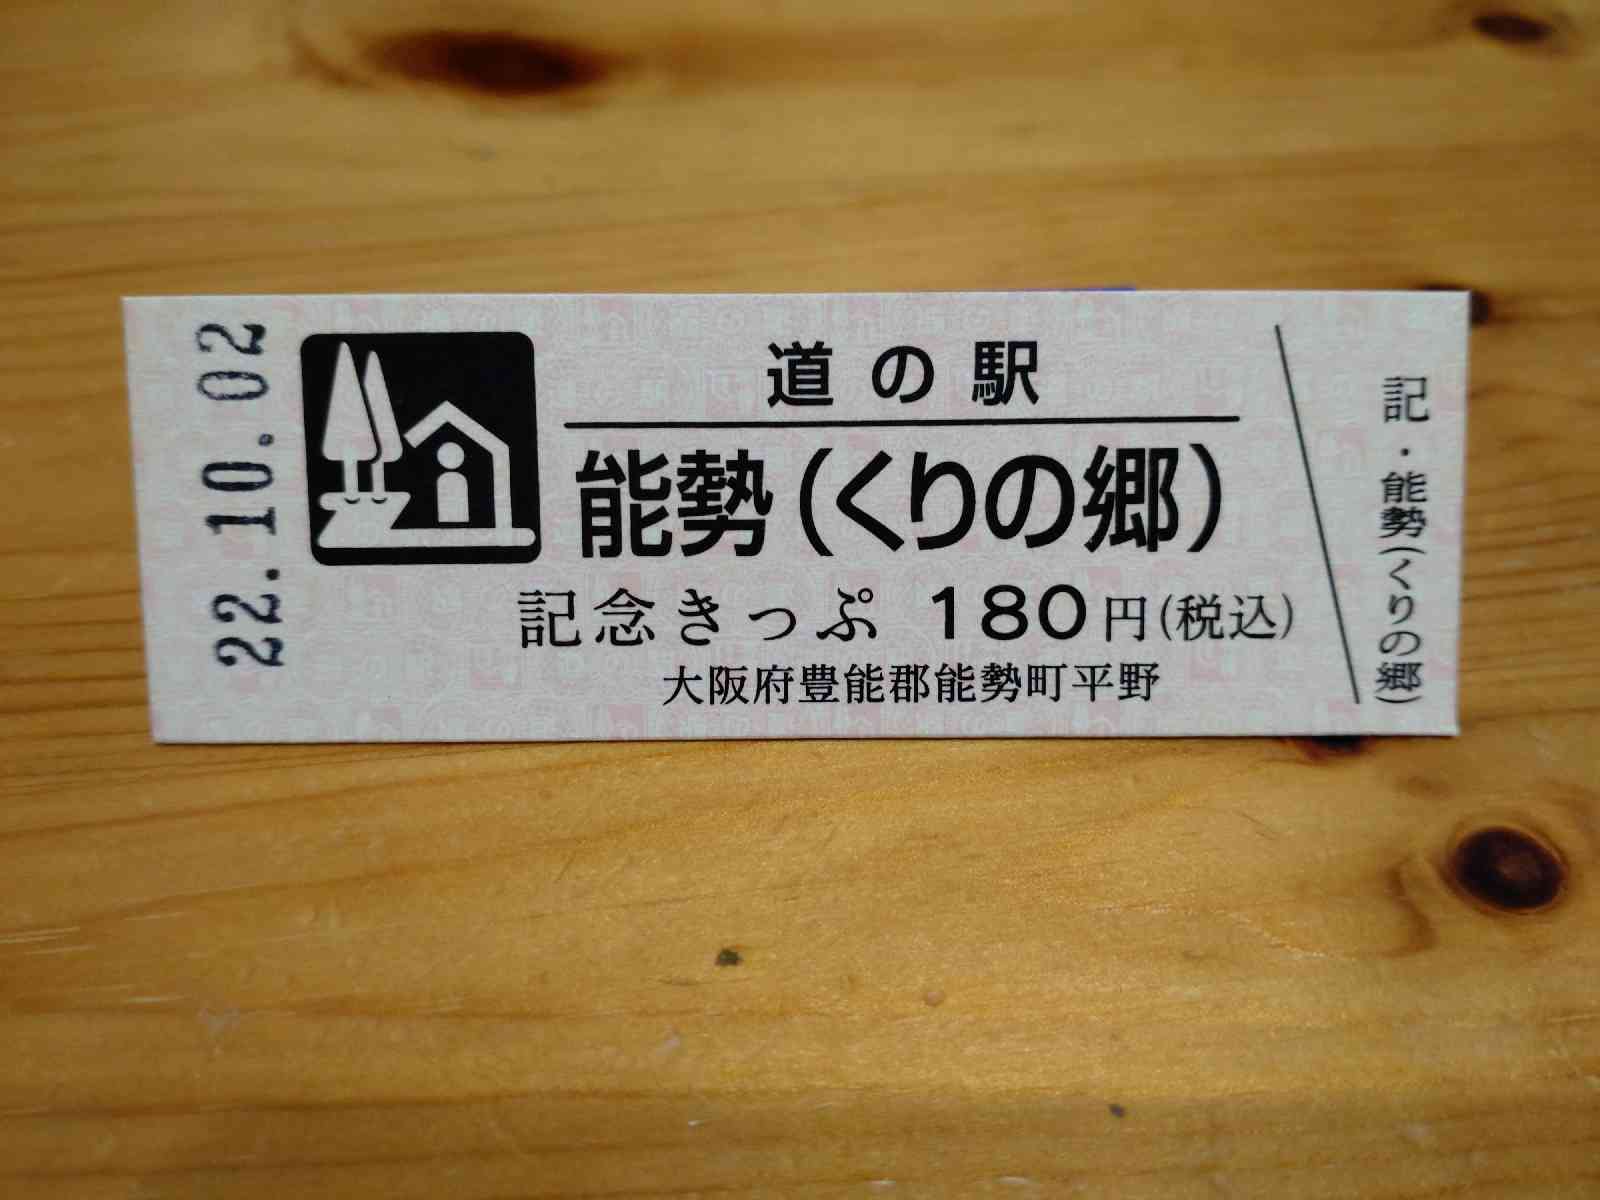 22.10.02
道の駅
能勢(くりの郷)
記念きっぷ 180円(税込)
大阪府豊能郡能勢町平野
記・能勢(くりの郷)